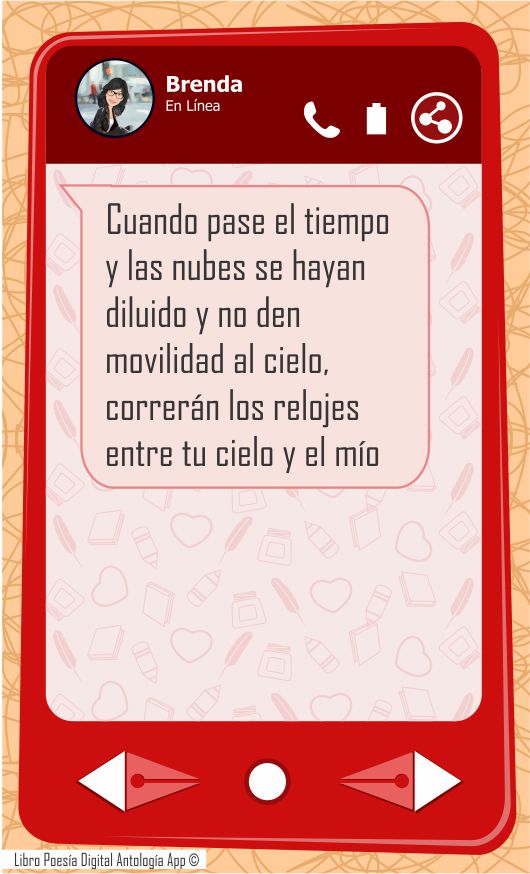 Brenda
En Línea
Cuando pase el tiempo
y las nubes se hayan
diluido y no den
movilidad al cielo,
correrán los relojes
entre tu cielo y el mío
Libro Poesía Digital Antología App ©